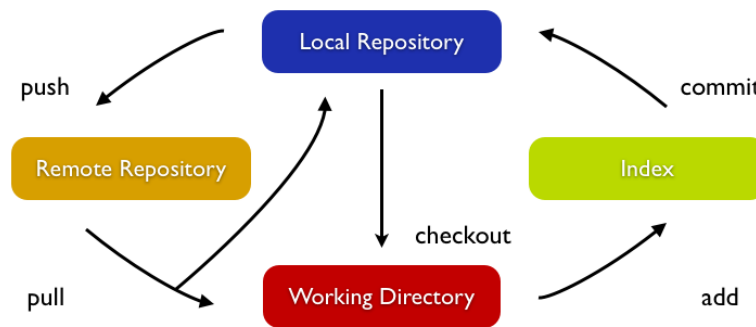 Local Repository
push
commit
Remote Repository
Index
checkout
pull
Working Directory
add